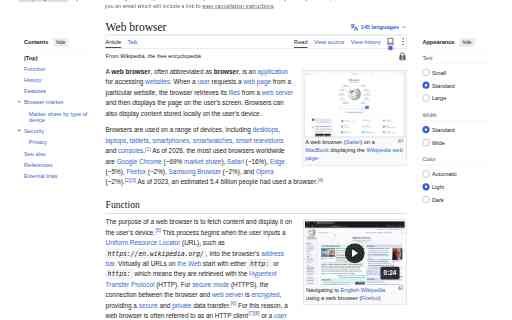 you an email which will include a link to easy cancellation instructions.
Web browser
145 languages
Article Talk
Read View source View history
From Wikipedia, the free encyclopedia
Contents hide
(Top)
Function
History
Features
Browser market
Market share by type of
device
Security
Privacy
See also
References
External links
A web browser, often abbreviated as browser, is an application
for accessing websites. When a user requests a web page from a
particular website, the browser retrieves its files from a web server
and then displays the page on the user's screen. Browsers can
also display content stored locally on the user's device.
Browsers are used on a range of devices, including desktops,
laptops, tablets, smartphones, smartwatches, smart televisions
and consoles.[1] As of 2026, the most used browsers worldwide
are Google Chrome (~69% market share), Safari (~16%), Edge
(~5%), Firefox (~2%), Samsung Browser (~2%), and Opera
(~2%).[2][3] As of 2023, an estimated 5.4 billion people had used a browser.[4]
A web browser (Safari) on a
MacBook displaying the Wikipedia web
page
Function
The purpose of a web browser is to fetch content and display it on
the user's device.[5] This process begins when the user inputs a
Uniform Resource Locator (URL), such as
https://en.wikipedia.org/, into the browser's address
bar. Virtually all URLs on the Web start with either http: or
https: which means they are retrieved with the Hypertext
Transfer Protocol (HTTP). For secure mode (HTTPS), the
connection between the browser and web server is encrypted,
providing a secure and private data transfer.[6] For this reason, a
web browser is often referred to as an HTTP client or a user
0:24
Navigating to English Wikipedia
using a web browser (Firefox)
Appearance hide
Text
Small
Standard
Large
Width
Standard
Wide
Color
Automatic
Light
Dark